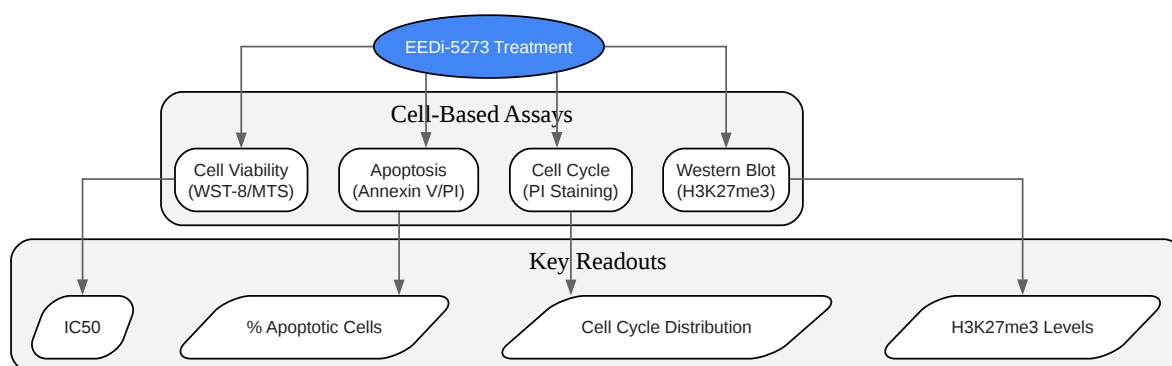 EEDi-5273 Treatment
Cell-Based Assays
Cell Viability
(WST-8/MTS)
Apoptosis
(Annexin V/PI)
Cell Cycle
(PI Staining)
Western Blot
(H3K27me3)
Key Readouts
IC50
% Apoptotic Cells
Cell Cycle Distribution
H3K27me3 Levels